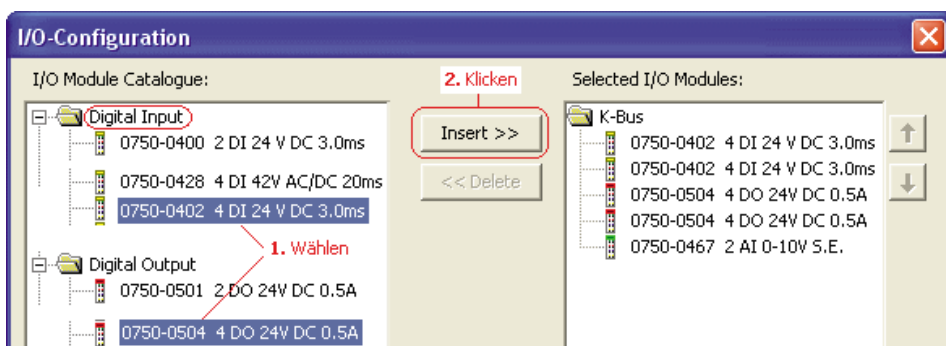 I/O-Configuration
I/O Module Catalogue:
2. Klicken
Selected I/O Modules:
Digital Input
0750-0400 2 DI 24 V DC 3.0ms
0750-0428 4 DI 42V AC/DC 20ms
0750-0402 4 DI 24 V DC 3.0ms
1. Wählen
Digital Output
0750-0501 2 DO 24V DC 0.5A
0750-0504 4 DO 24V DC 0.5A
Insert >>
<< Delete
K-Bus
0750-0402 4 DI 24 V DC 3.0ms
0750-0402 4 DI 24 V DC 3.0ms
0750-0504 4 DO 24V DC 0.5A
0750-0504 4 DO 24V DC 0.5A
0750-0467 2 AI 0-10V S.E.